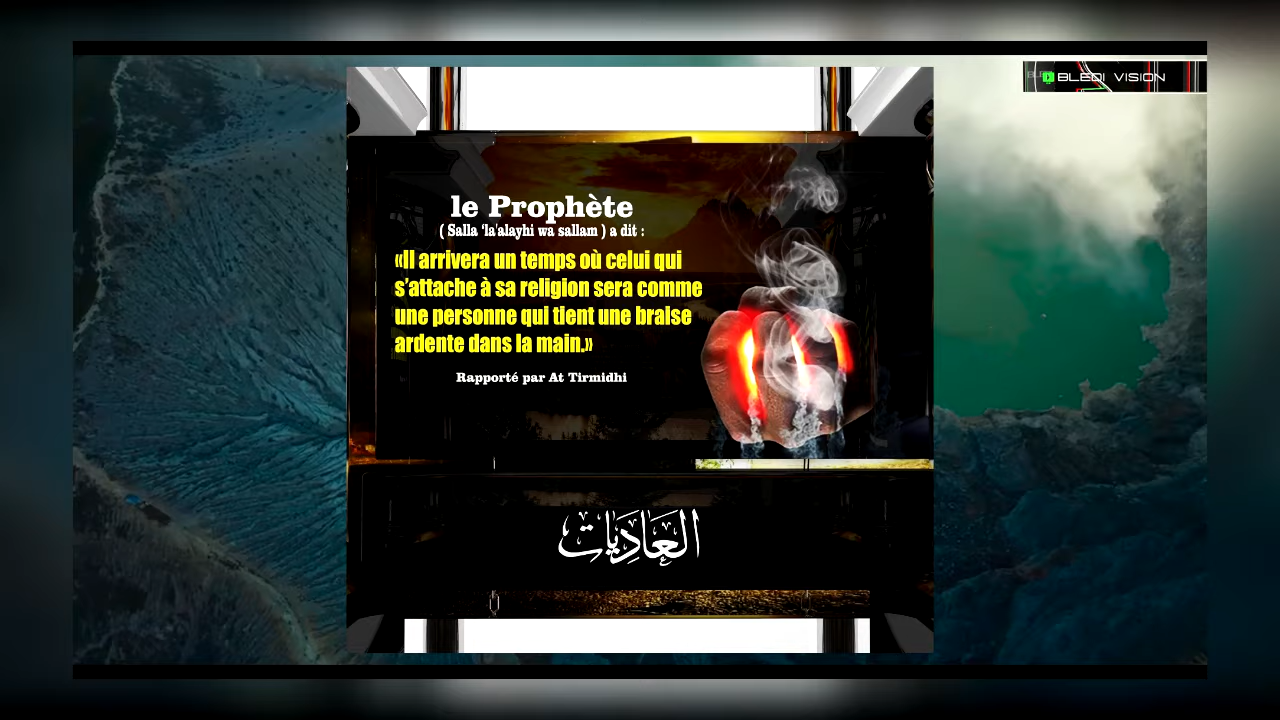 BLEDI VISION
le Prophète
( Salla ‘la'alayhi wa sallam ) a dit :
«Il arrivera un temps où celui qui
s’attache à sa religion sera comme
une personne qui tient une braise
ardente dans la main.»
Rapporté par At Tirmidhi
العَادِيَات